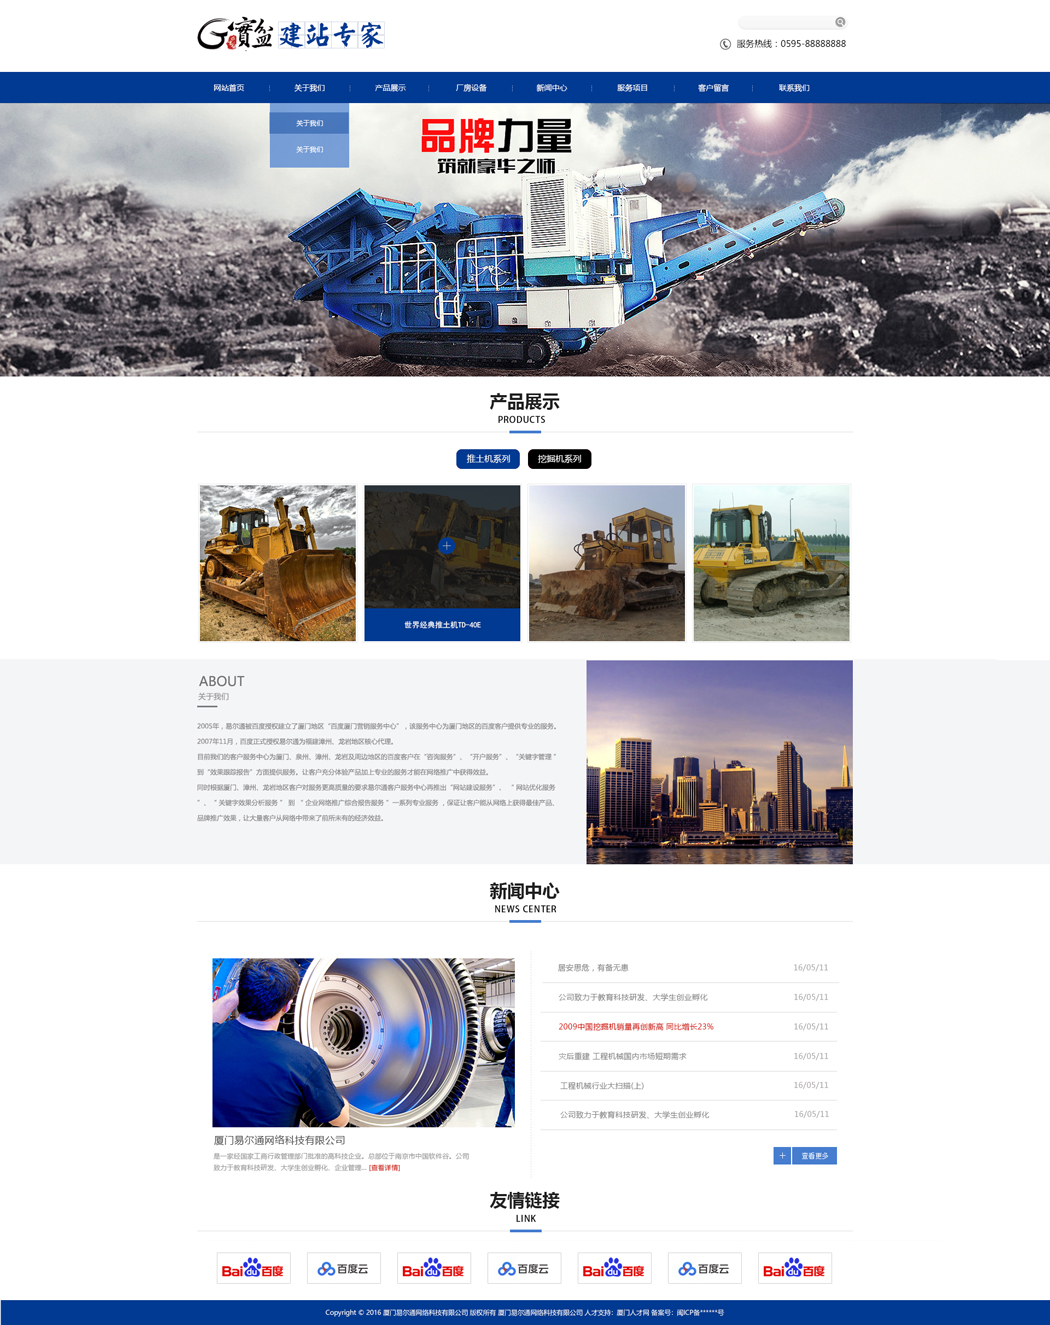 G寶盆 建站专家
服务热线：0595-88888888
网站首页 关于我们 产品展示 厂房设备 新闻中心 服务项目 客户留言 联系我们
关于我们
关于我们
品牌力量
筑就豪华之师
产品展示
PRODUCTS
推土机系列 挖掘机系列
+
世界经典推土机TD-40E
ABOUT
关于我们
2005年，易尔通被百度授权建立了厦门地区“百度厦门营销服务中心”，该服务中心为厦门地区的百度客户提供专业的服务。
2007年11月，百度正式授权易尔通为福建漳州、龙岩地区核心代理。
目前我们的客户服务中心为厦门、泉州、漳州、龙岩及周边地区的百度客户在“咨询服务”、“开户服务”、“关键字管理”
到“效果跟踪报告”方面提供服务。让客户充分体验产品加上专业的服务才能在网络推广中获得效益。
同时根据厦门、漳州、龙岩地区客户对服务更高质量的要求易尔通客户服务中心再推出“网站建设服务”、“网站优化服务
”、“关键字效果分析服务” 到 “企业网络推广综合报告服务”一系列专业服务，保证让客户能从网络上获得最佳产品、
品牌推广效果，让大量客户从网络中带来了前所未有的经济效益。
新闻中心
NEWS CENTER
居安思危，有备无患 16/05/11
公司致力于教育科技研发、大学生创业孵化 16/05/11
2009中国挖掘机销量再创新高 同比增长23% 16/05/11
灾后重建 工程机械国内市场短期需求 16/05/11
工程机械行业大扫描(上) 16/05/11
公司致力于教育科技研发、大学生创业孵化 16/05/11
+ 查看更多
厦门易尔通网络科技有限公司
是一家经国家工商行政管理部门批准的高科技企业。总部位于南京市中国软件谷。公司
致力于教育科技研发、大学生创业孵化、企业管理... [查看详情]
友情链接
LINK
Bai du 百度 百度云 Bai du 百度 百度云 Bai du 百度 百度云 Bai du 百度
Copyright © 2016 厦门易尔通网络科技有限公司 版权所有 厦门易尔通网络科技有限公司 人才支持：厦门人才网 备案号：闽ICP备******号